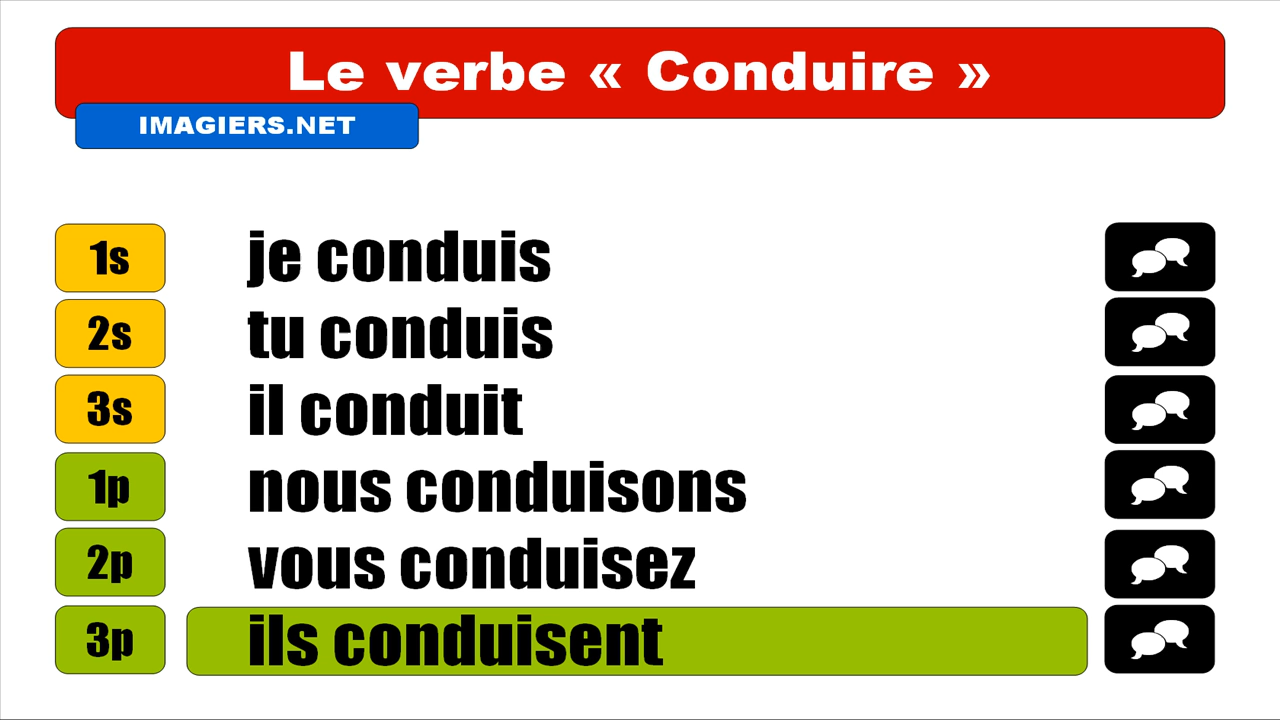 Le verbe « Conduire »
IMAGIERS.NET
1s je conduis
2s tu conduis
3s il conduit
1p nous conduisons
2p vous conduisez
3p ils conduisent